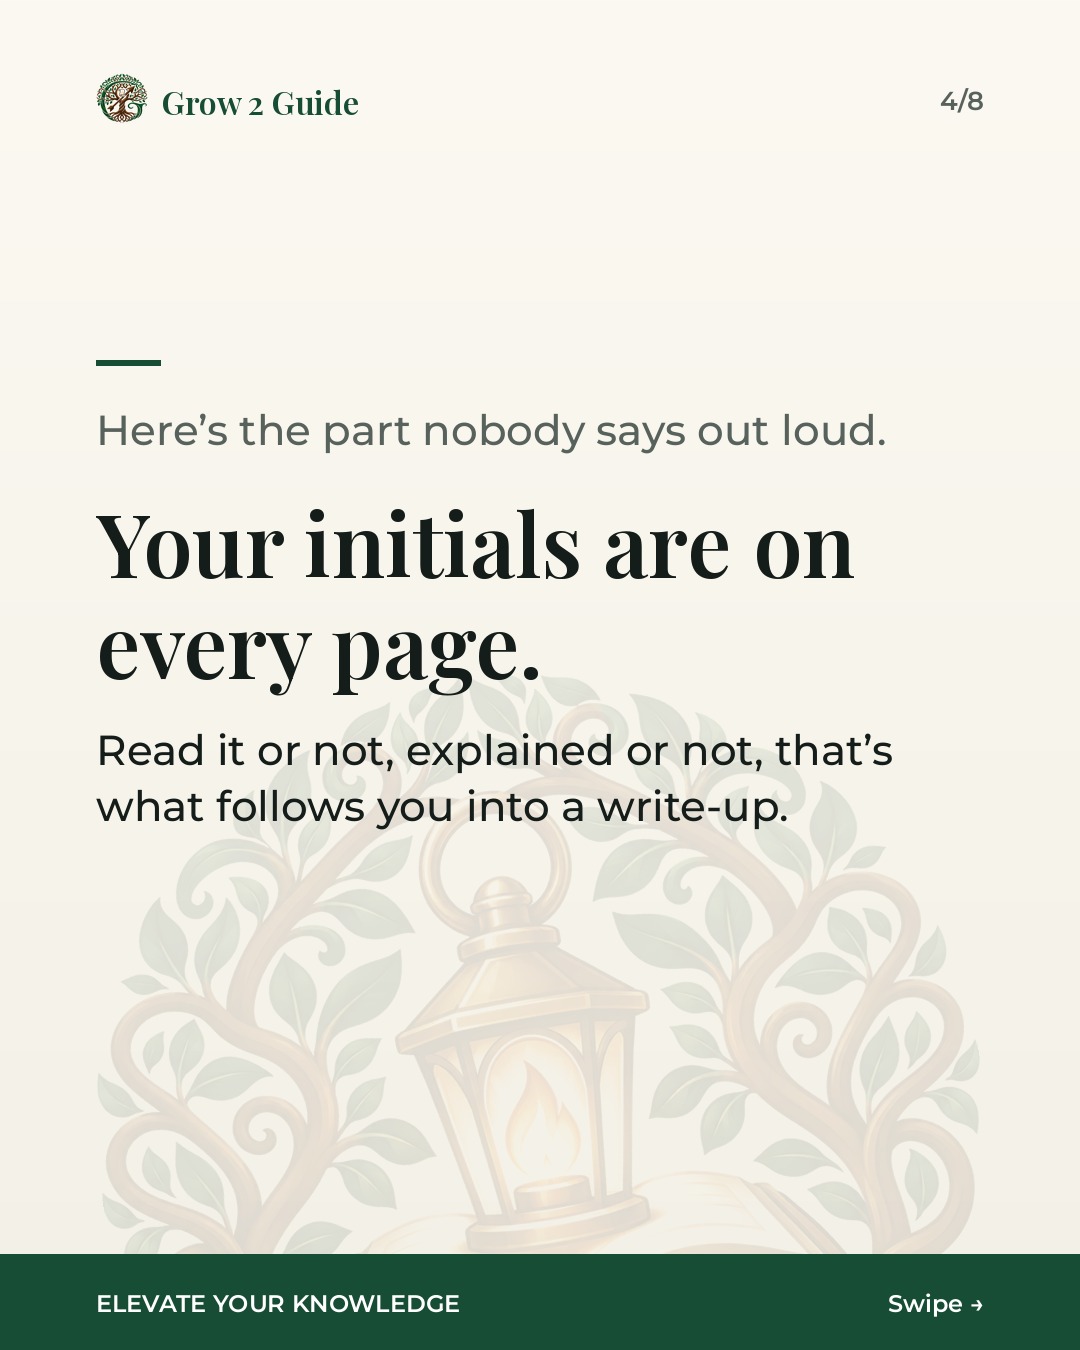 Grow 2 Guide
4/8
Here’s the part nobody says out loud.
Your initials are on
every page.
Read it or not, explained or not, that’s
what follows you into a write-up.
ELEVATE YOUR KNOWLEDGE
Swipe →